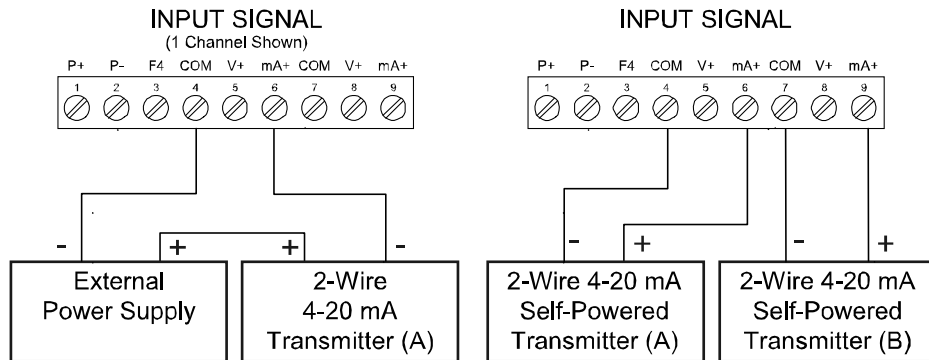 INPUT SIGNAL
(1 Channel Shown)
P+ P- F4 COM V+ mA+ COM V+ mA+
1 2 3 4 5 6 7 8 9
- + + -
External
Power Supply
2-Wire
4-20 mA
Transmitter (A)
INPUT SIGNAL
P+ P- F4 COM V+ mA+ COM V+ mA+
1 2 3 4 5 6 7 8 9
- + - +
2-Wire 4-20 mA
Self-Powered
Transmitter (A)
2-Wire 4-20 mA
Self-Powered
Transmitter (B)